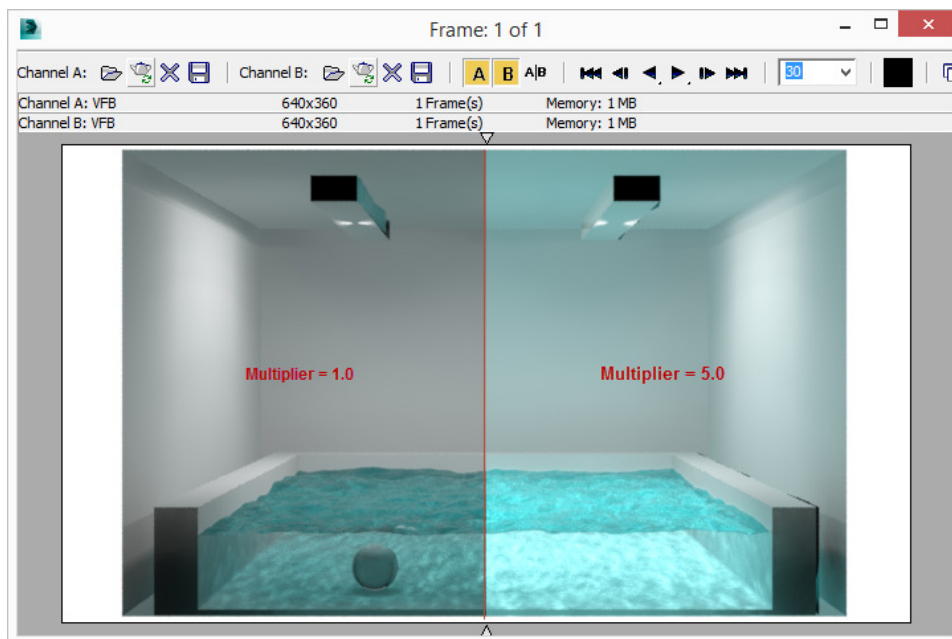 Frame: 1 of 1
Channel A: Channel B: A B A|B 30
Channel A: VFB 640x360 1 Frame(s) Memory: 1 MB
Channel B: VFB 640x360 1 Frame(s) Memory: 1 MB
Multiplier = 1.0 Multiplier = 5.0